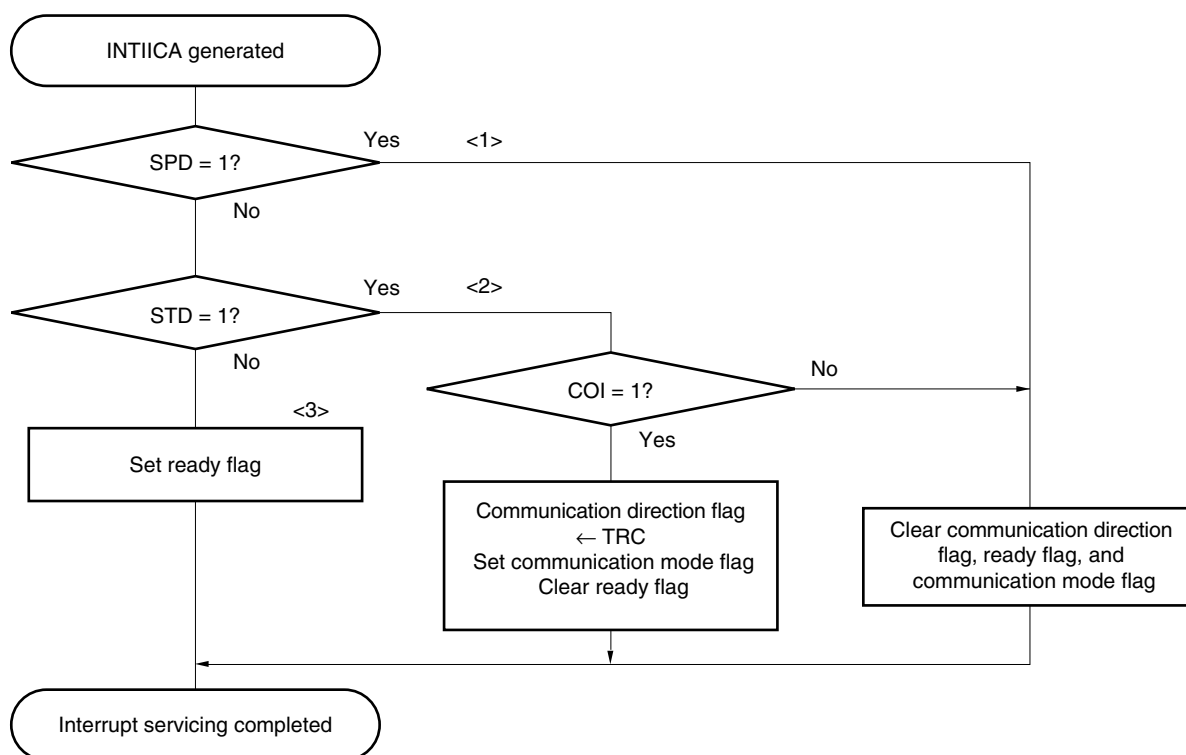 INTIICA generated
Yes
<1>
SPD = 1?
No
Yes
<2>
STD = 1?
No
No
COI = 1?
<3>
Yes
Set ready flag
Communication direction flag
← TRC
Set communication mode flag
Clear ready flag
Clear communication direction
flag, ready flag, and
communication mode flag
Interrupt servicing completed